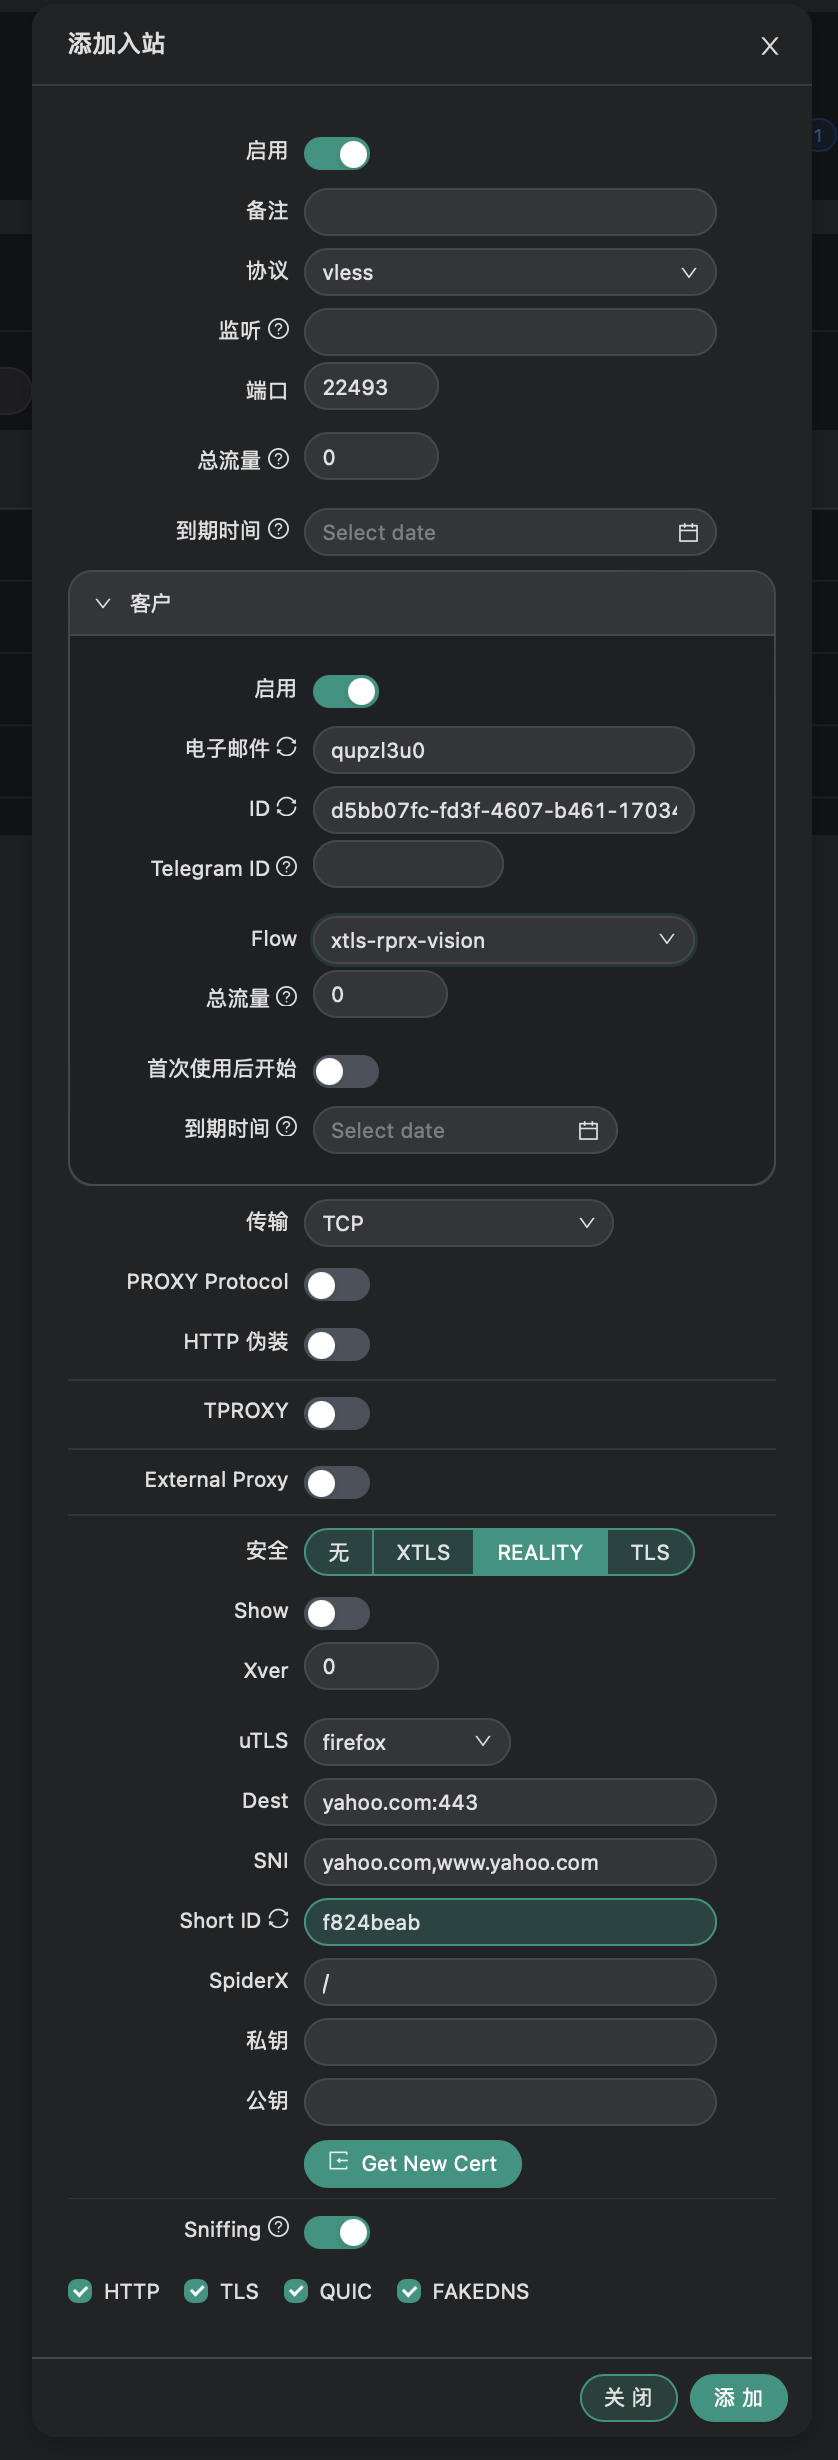 添加入站
1
启用
备注
协议 vless
监听
端口 22493
总流量 0
到期时间 Select date
客户
启用
电子邮件 qupzl3u0
ID d5bb07fc-fd3f-4607-b461-17034
Telegram ID
Flow xtls-rprx-vision
总流量 0
首次使用后开始
到期时间 Select date
传输 TCP
PROXY Protocol
HTTP 伪装
TPROXY
External Proxy
安全 无 XTLS REALITY TLS
Show
Xver 0
uTLS firefox
Dest yahoo.com:443
SNI yahoo.com,www.yahoo.com
Short ID f824beab
SpiderX /
私钥
公钥
Get New Cert
Sniffing
HTTP TLS QUIC FAKEDNS
关 闭 添 加